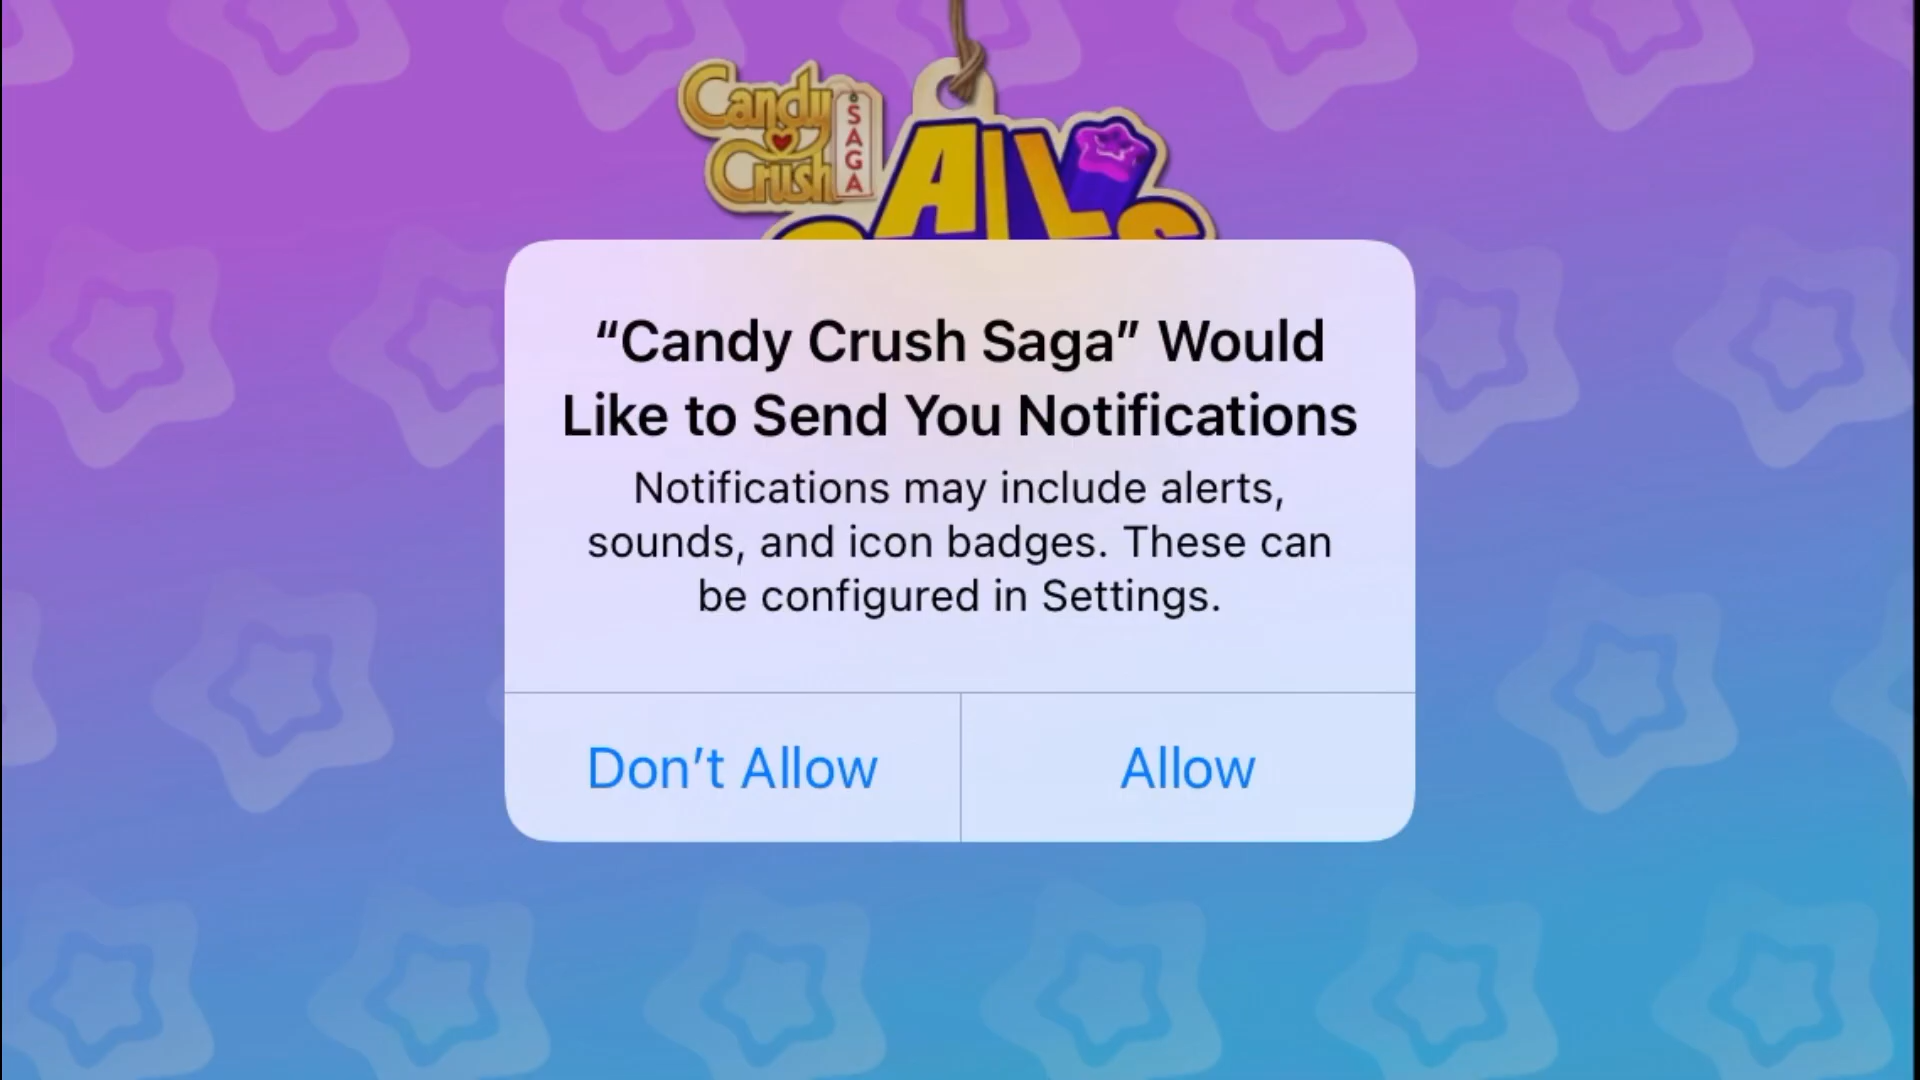 Candy
Crush
SAGA
“Candy Crush Saga” Would
Like to Send You Notifications
Notifications may include alerts,
sounds, and icon badges. These can
be configured in Settings.
Don’t Allow
Allow